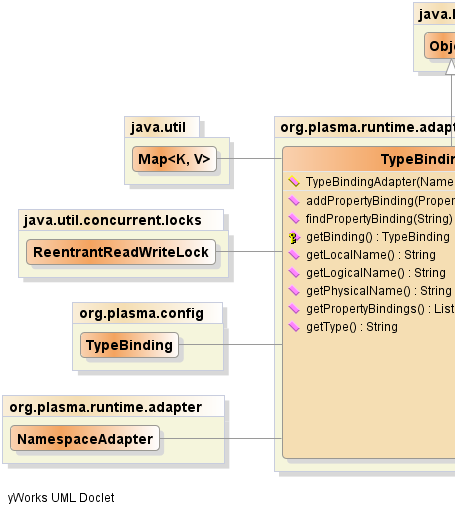 java.l
Obje
java.util
Map<K, V>
org.plasma.runtime.adapt
TypeBindin
TypeBindingAdapter(Name
addPropertyBinding(Proper
findPropertyBinding(String)
getBinding() : TypeBinding
getLocalName() : String
getLogicalName() : String
getPhysicalName() : String
getPropertyBindings() : List
getType() : String
java.util.concurrent.locks
ReentrantReadWriteLock
org.plasma.config
TypeBinding
org.plasma.runtime.adapter
NamespaceAdapter
yWorks UML Doclet